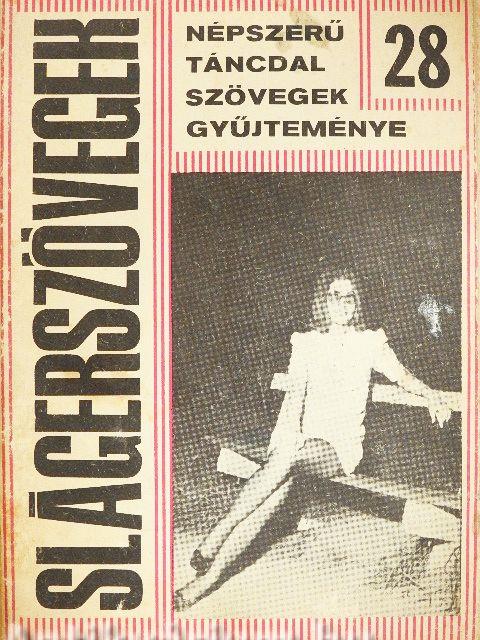 SLÁGERSZÖVEGEK
NÉPSZERŰ
TÁNCDAL
SZÖVEGEK
GYŰJTEMÉNYE
28